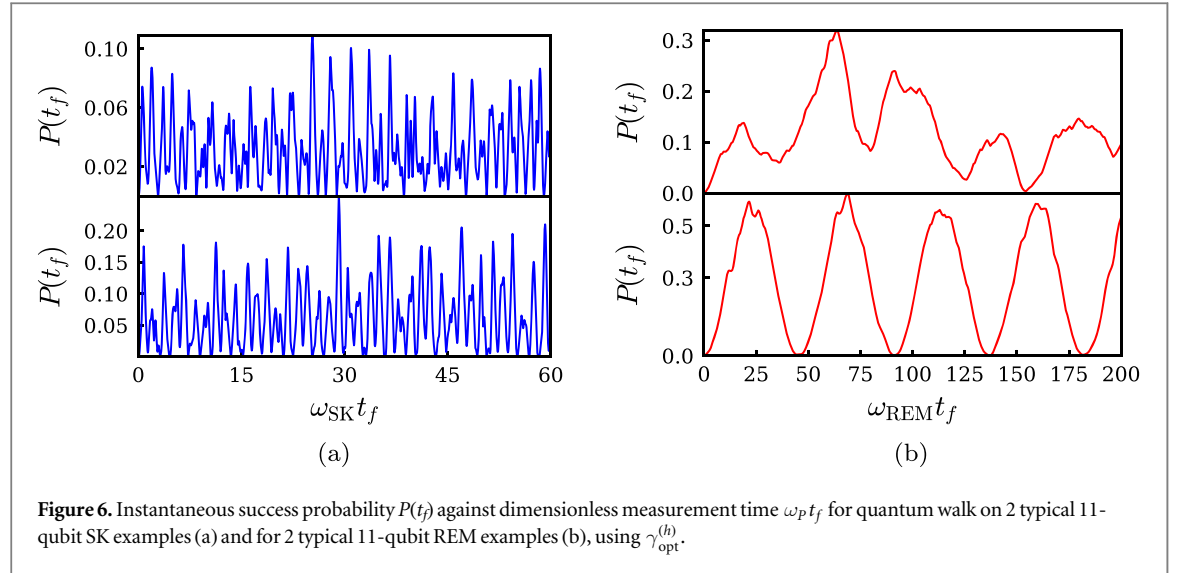 0.10
0.06
0.02
P(t_f)
0.20
0.15
0.10
0.05
P(t_f)
0 15 30 45 60
ω_SK t_f
(a)
0.3
0.2
0.1
0.0
P(t_f)
0.5
0.3
0.0
P(t_f)
0 25 50 75 100 125 150 175 200
ω_REM t_f
(b)
Figure 6. Instantaneous success probability P(t_f) against dimensionless measurement time ω_P t_f for quantum walk on 2 typical 11-
qubit SK examples (a) and for 2 typical 11-qubit REM examples (b), using γ_opt^(h).